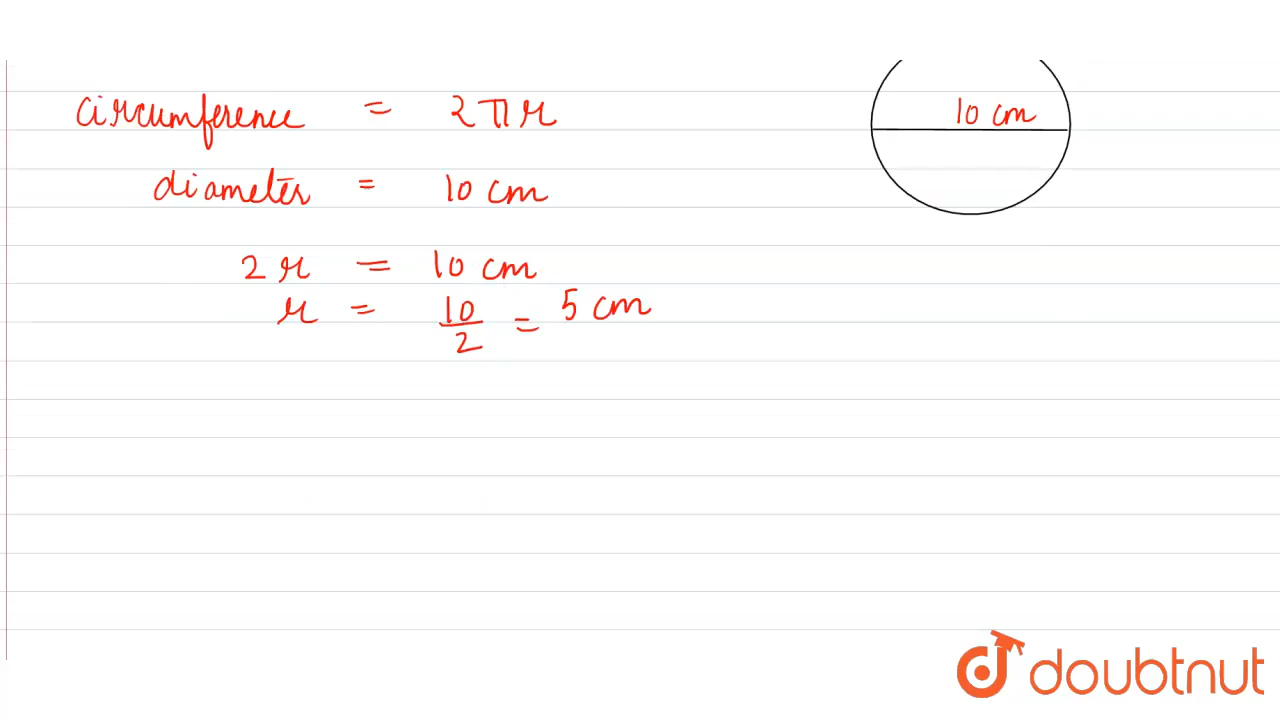 circumference = 2πr
10 cm
diameter = 10 cm
2r = 10 cm
r = 10/2 = 5 cm
doubtnut